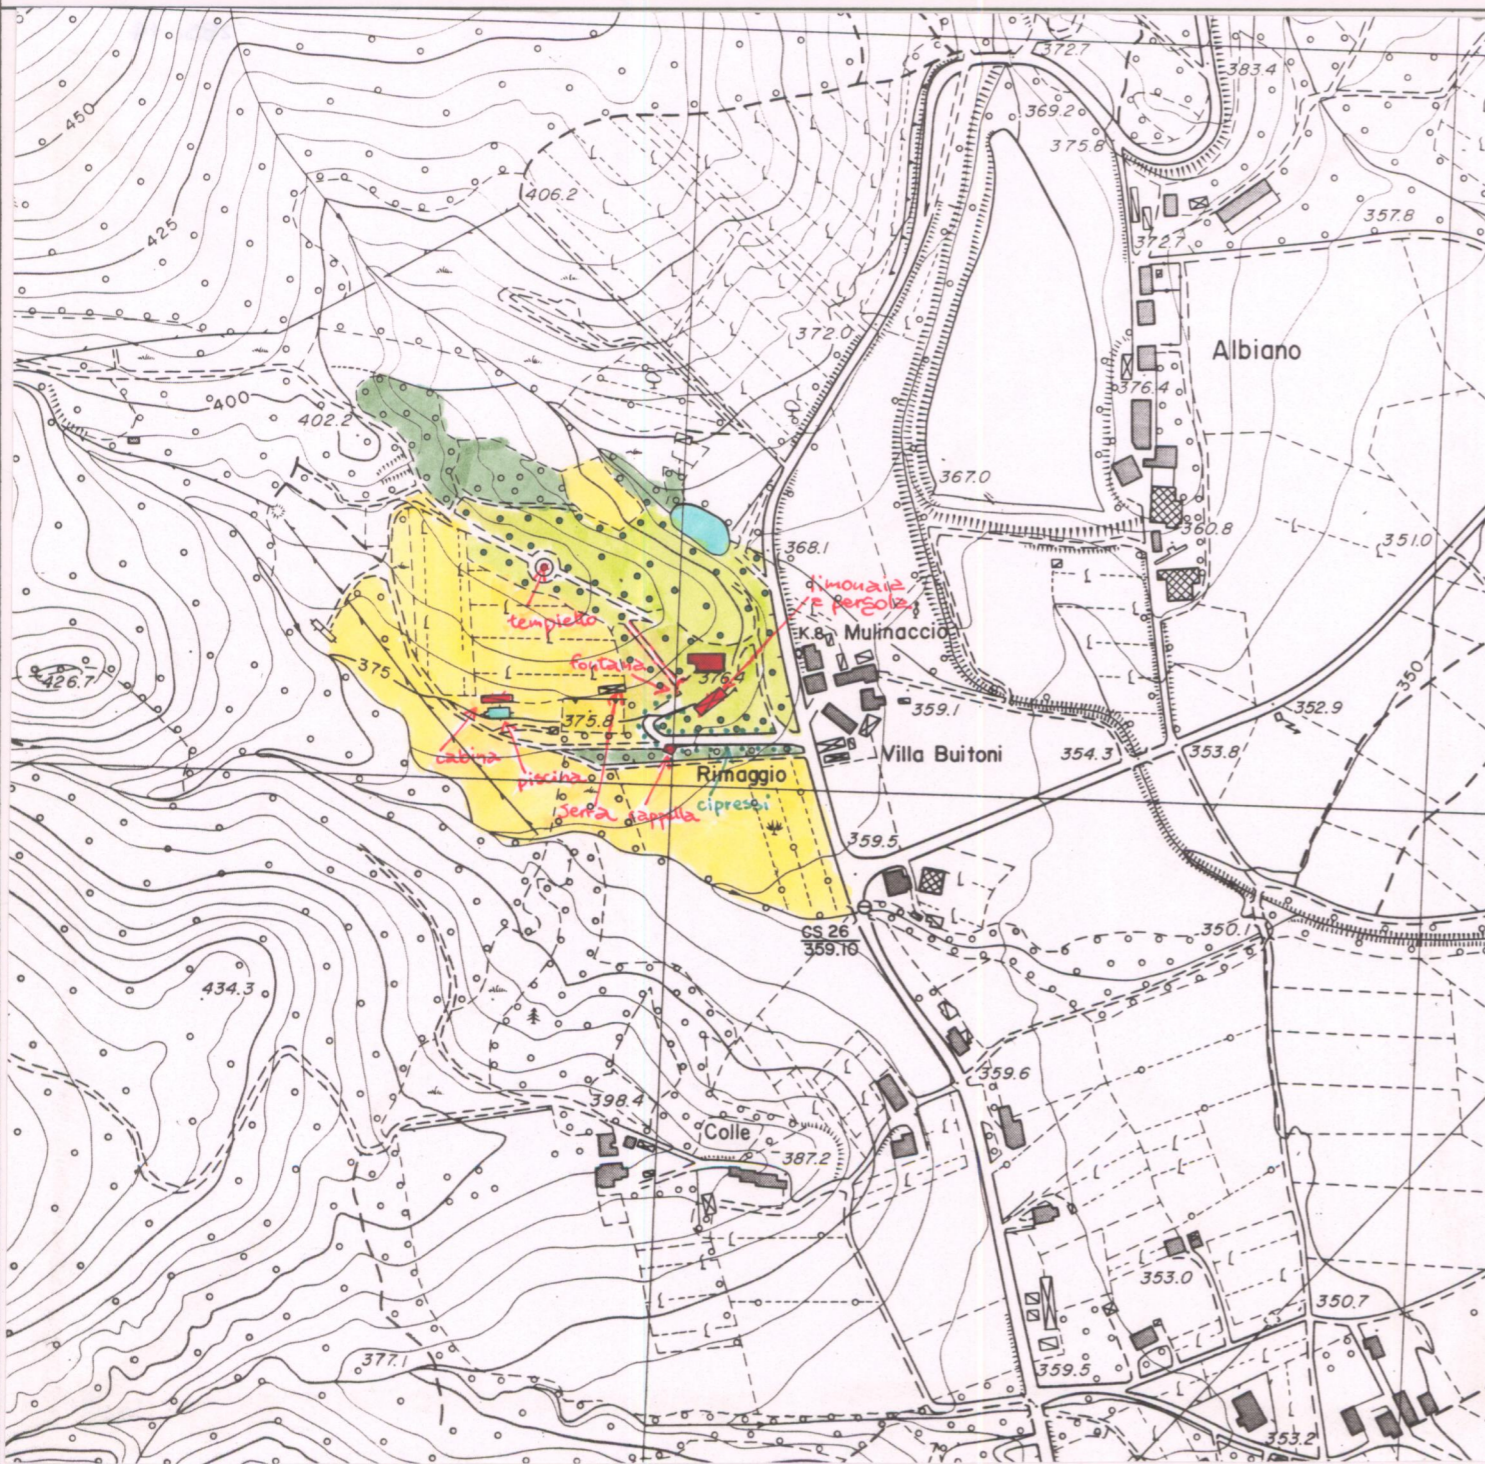 372.7
383.4
450
369.2
375.8
406.2
357.8
425
372.7
372.0
Albiano
376.4
400
402.2
367.0
360.8
351.0
368.1
limonaia
e pergola
tempietto
K.8 Mulinaccio
375
fontana
426.7
376.4
350
359.1
352.9
375.8
cabina
Villa Buitoni
354.3
353.8
piscina
Rimaggio
cipressi
serra cappella
359.5
CS 26
359.10
350.1
434.3
359.6
398.4
Colle
387.2
353.0
350.7
377.1
359.5
353.2